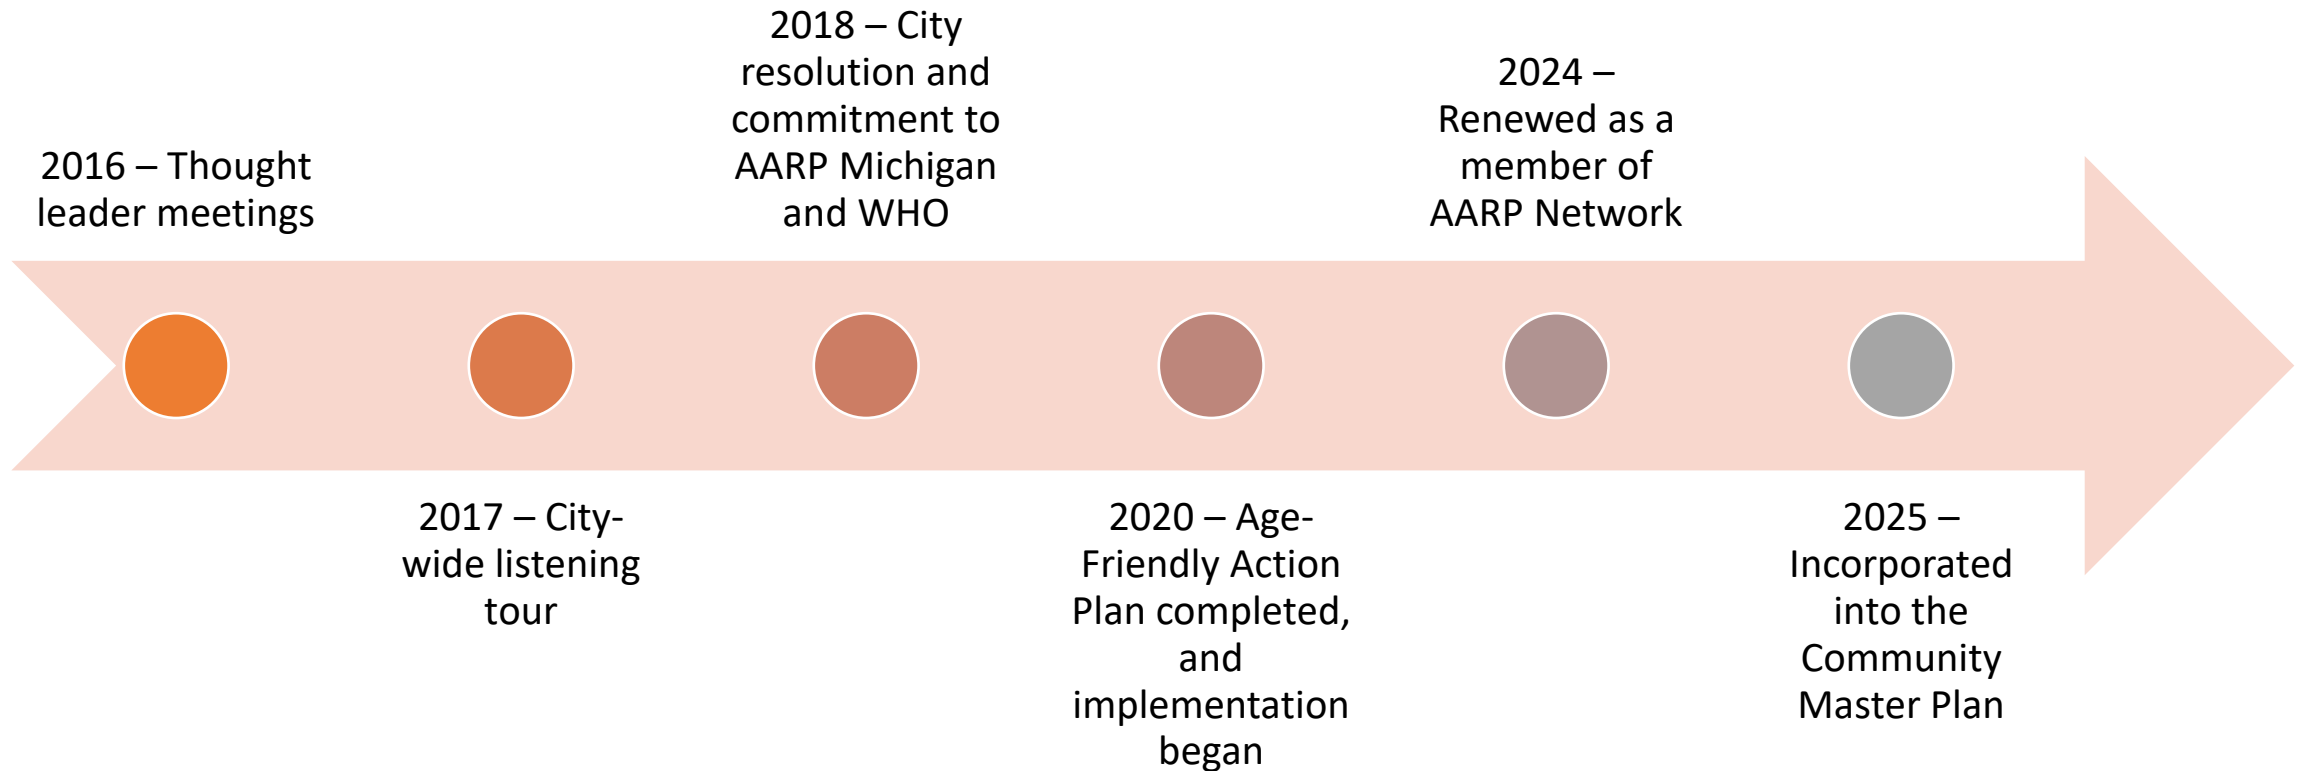 2016 – Thought
leader meetings
2017 – City-
wide listening
tour
2018 – City
resolution and
commitment to
AARP Michigan
and WHO
2020 – Age-
Friendly Action
Plan completed,
and
implementation
began
2024 –
Renewed as a
member of
AARP Network
2025 –
Incorporated
into the
Community
Master Plan